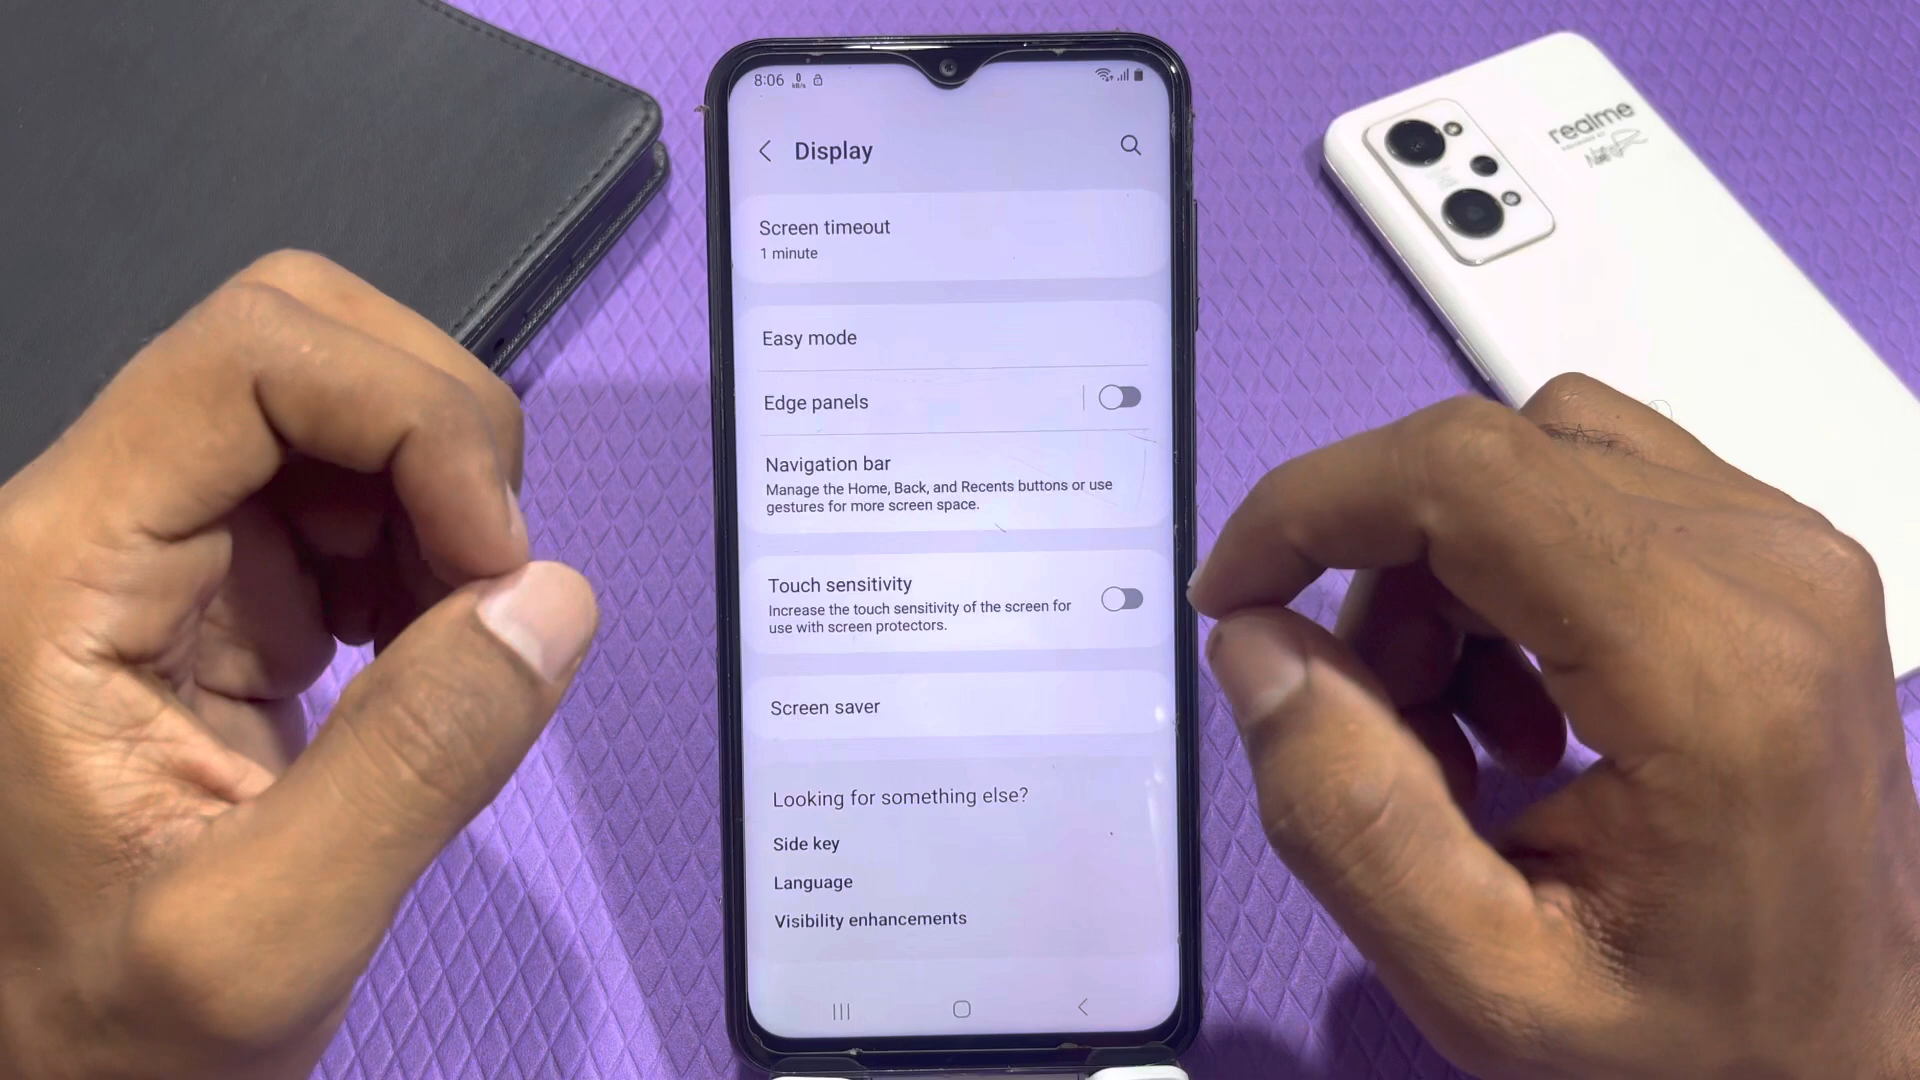 8:06
0
kB/s
Display
Screen timeout
1 minute
Easy mode
Edge panels
Navigation bar
Manage the Home, Back, and Recents buttons or use
gestures for more screen space.
Touch sensitivity
Increase the touch sensitivity of the screen for
use with screen protectors.
Screen saver
Looking for something else?
Side key
Language
Visibility enhancements
realme